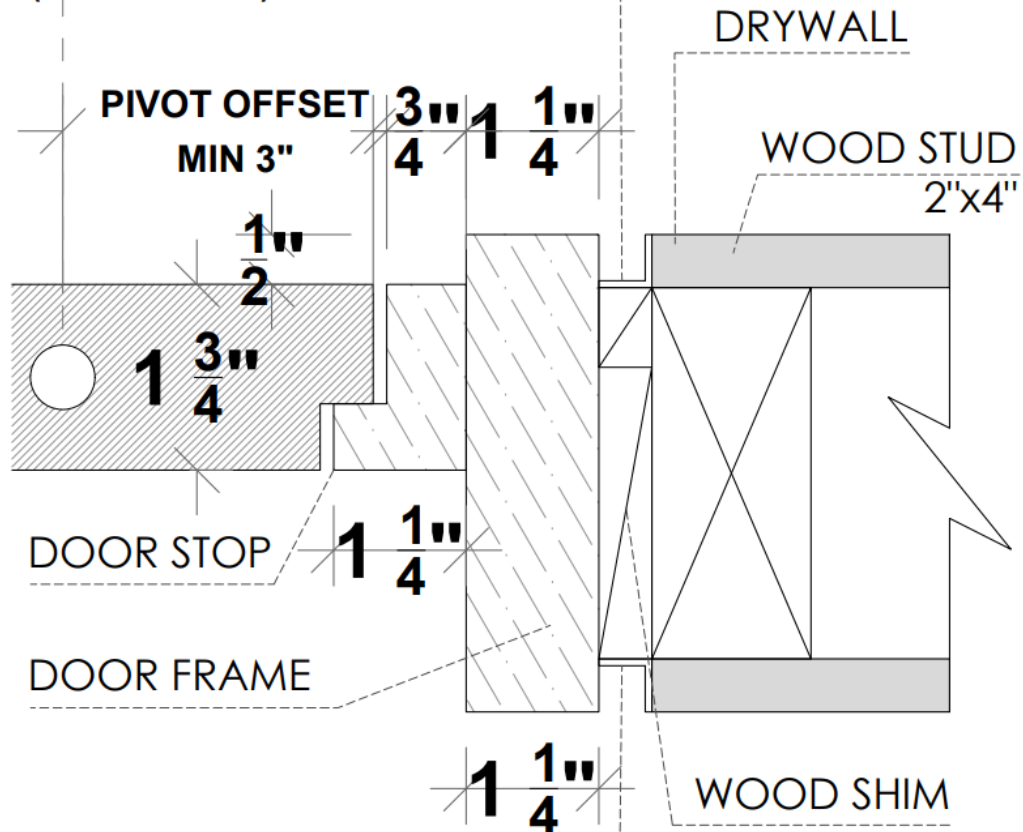 DRYWALL
PIVOT OFFSET
MIN 3"
3/4"
1 1/4"
WOOD STUD
2"x4"
1/2"
1 3/4"
DOOR STOP
1 1/4"
DOOR FRAME
1 1/4"
WOOD SHIM